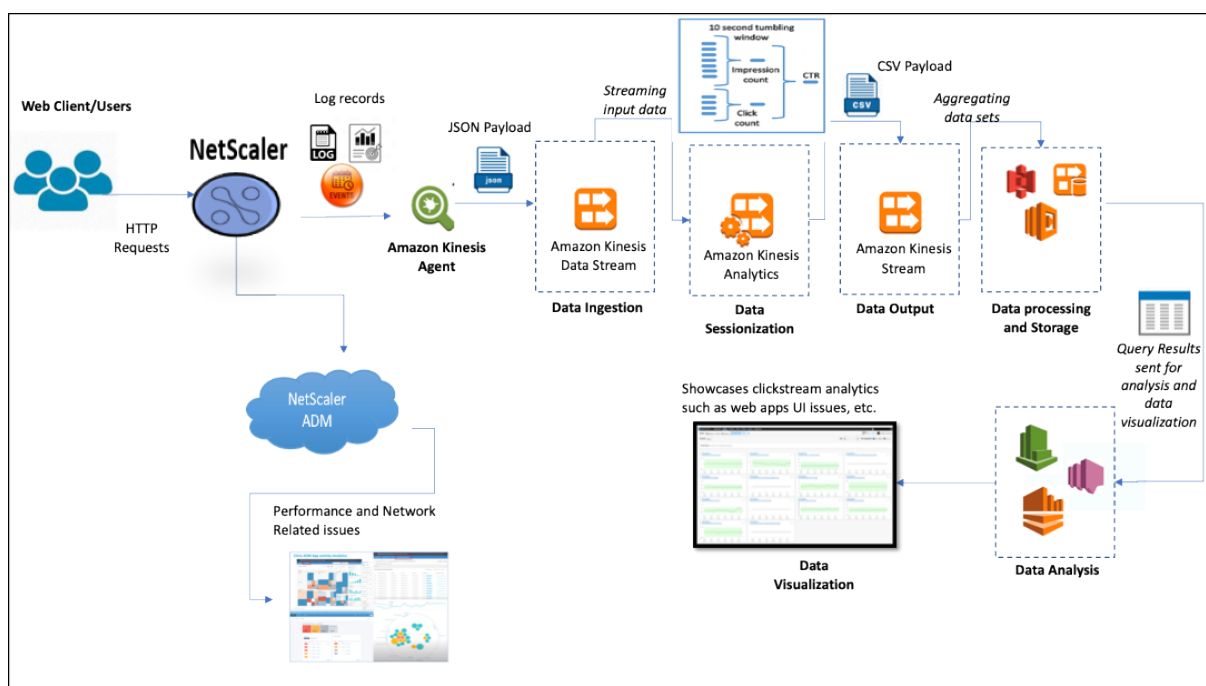 Web Client/Users
HTTP
Requests
NetScaler
Log records
LOG
EVENTS
Amazon Kinesis
Agent
JSON Payload
json
Streaming
input data
10 second tumbling
window
Impression
count
Click
count
CTR
CSV Payload
CSV
Aggregating
data sets
Amazon Kinesis
Data Stream
Data Ingestion
Amazon Kinesis
Analytics
Data
Sessionization
Amazon Kinesis
Stream
Data Output
Data processing
and Storage
Query Results
sent for
analysis and
data
visualization
NetScaler
ADM
Performance and Network
Related issues
Showcases clickstream analytics
such as web apps UI issues, etc.
Data
Visualization
Data Analysis